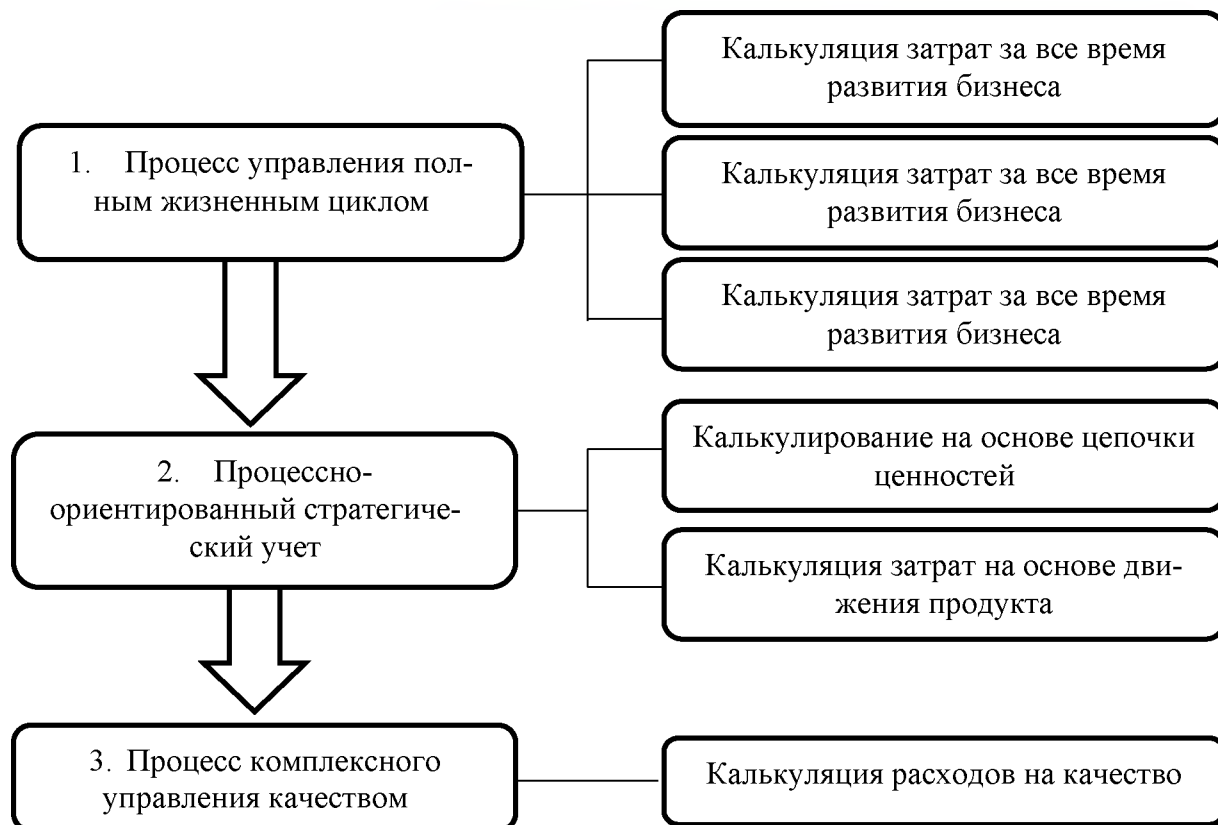 Калькуляция затрат за все время
развития бизнеса
1. Процесс управления пол-
ным жизненным циклом
Калькуляция затрат за все время
развития бизнеса
Калькуляция затрат за все время
развития бизнеса
Калькулирование на основе цепочки
ценностей
2. Процессно-
ориентированный стратегиче-
ский учет
Калькуляция затрат на основе дви-
жения продукта
3. Процесс комплексного
управления качеством
Калькуляция расходов на качество